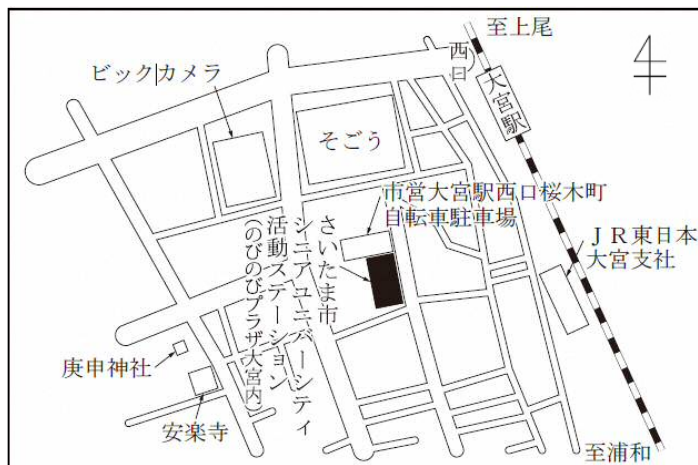 至上尾
西口
大宮駅
ビックカメラ
そごう
市営大宮駅西口桜木町
自転車駐車場
JR東日本
大宮支社
さいたま市
シニアユニバーシティ
活動ステーション
(のびのびプラザ大宮内)
庚申神社
安楽寺
至浦和